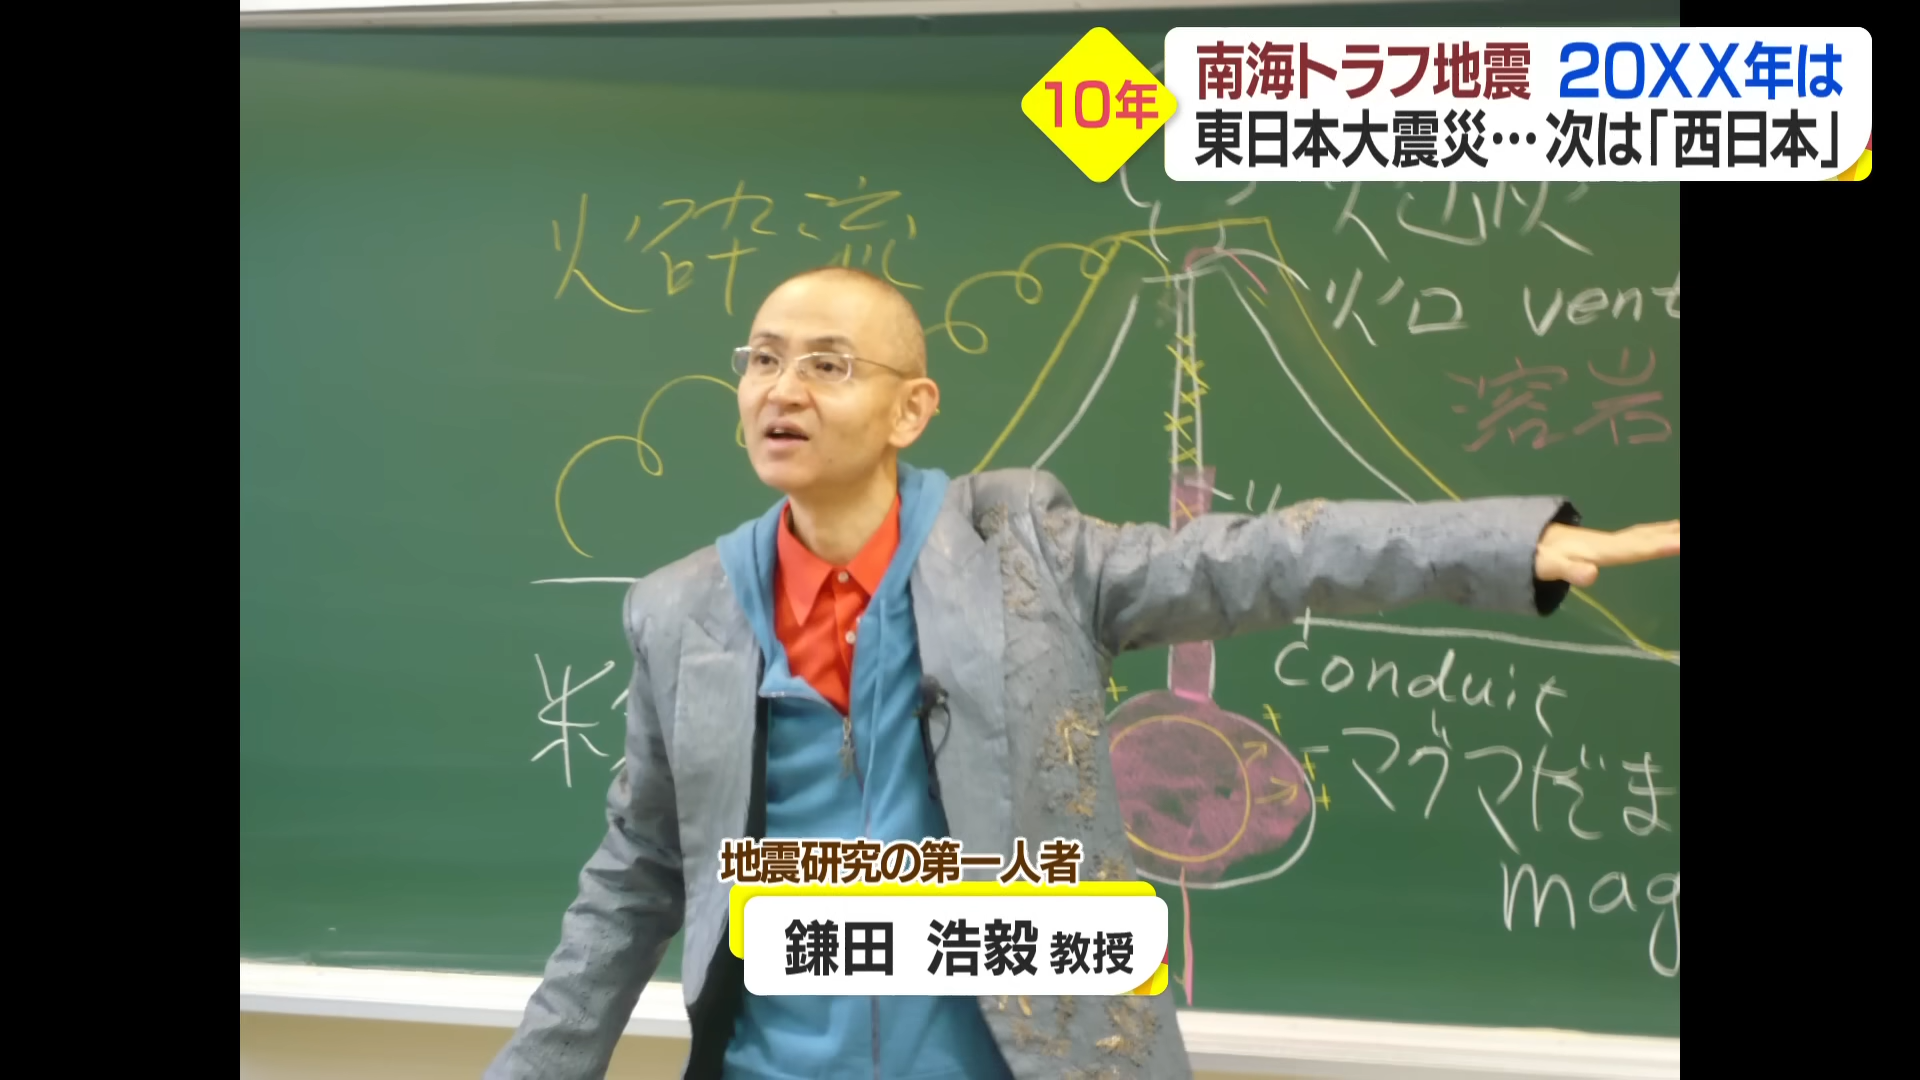 10年
南海トラフ地震 20XX年は
東日本大震災…次は「西日本」
火砕流
火口 vent
溶岩
conduit
マグマだま
mag
地震研究の第一人者
鎌田 浩毅 教授